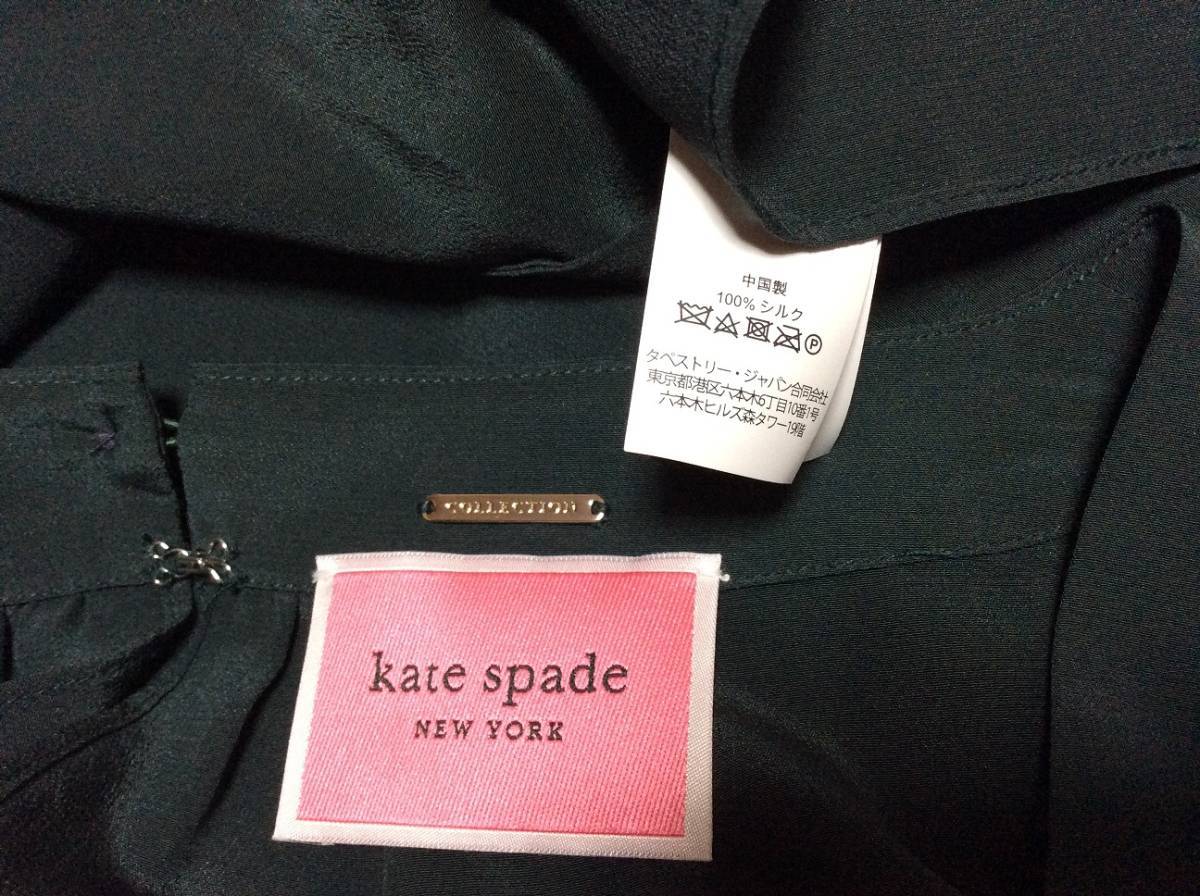 中国製
100% シルク
P
タペストリー・ジャパン合同会社
東京都港区六本木6丁目10番1号
六本木ヒルズ森タワー19階
COLLECTION
kate spade
NEW YORK